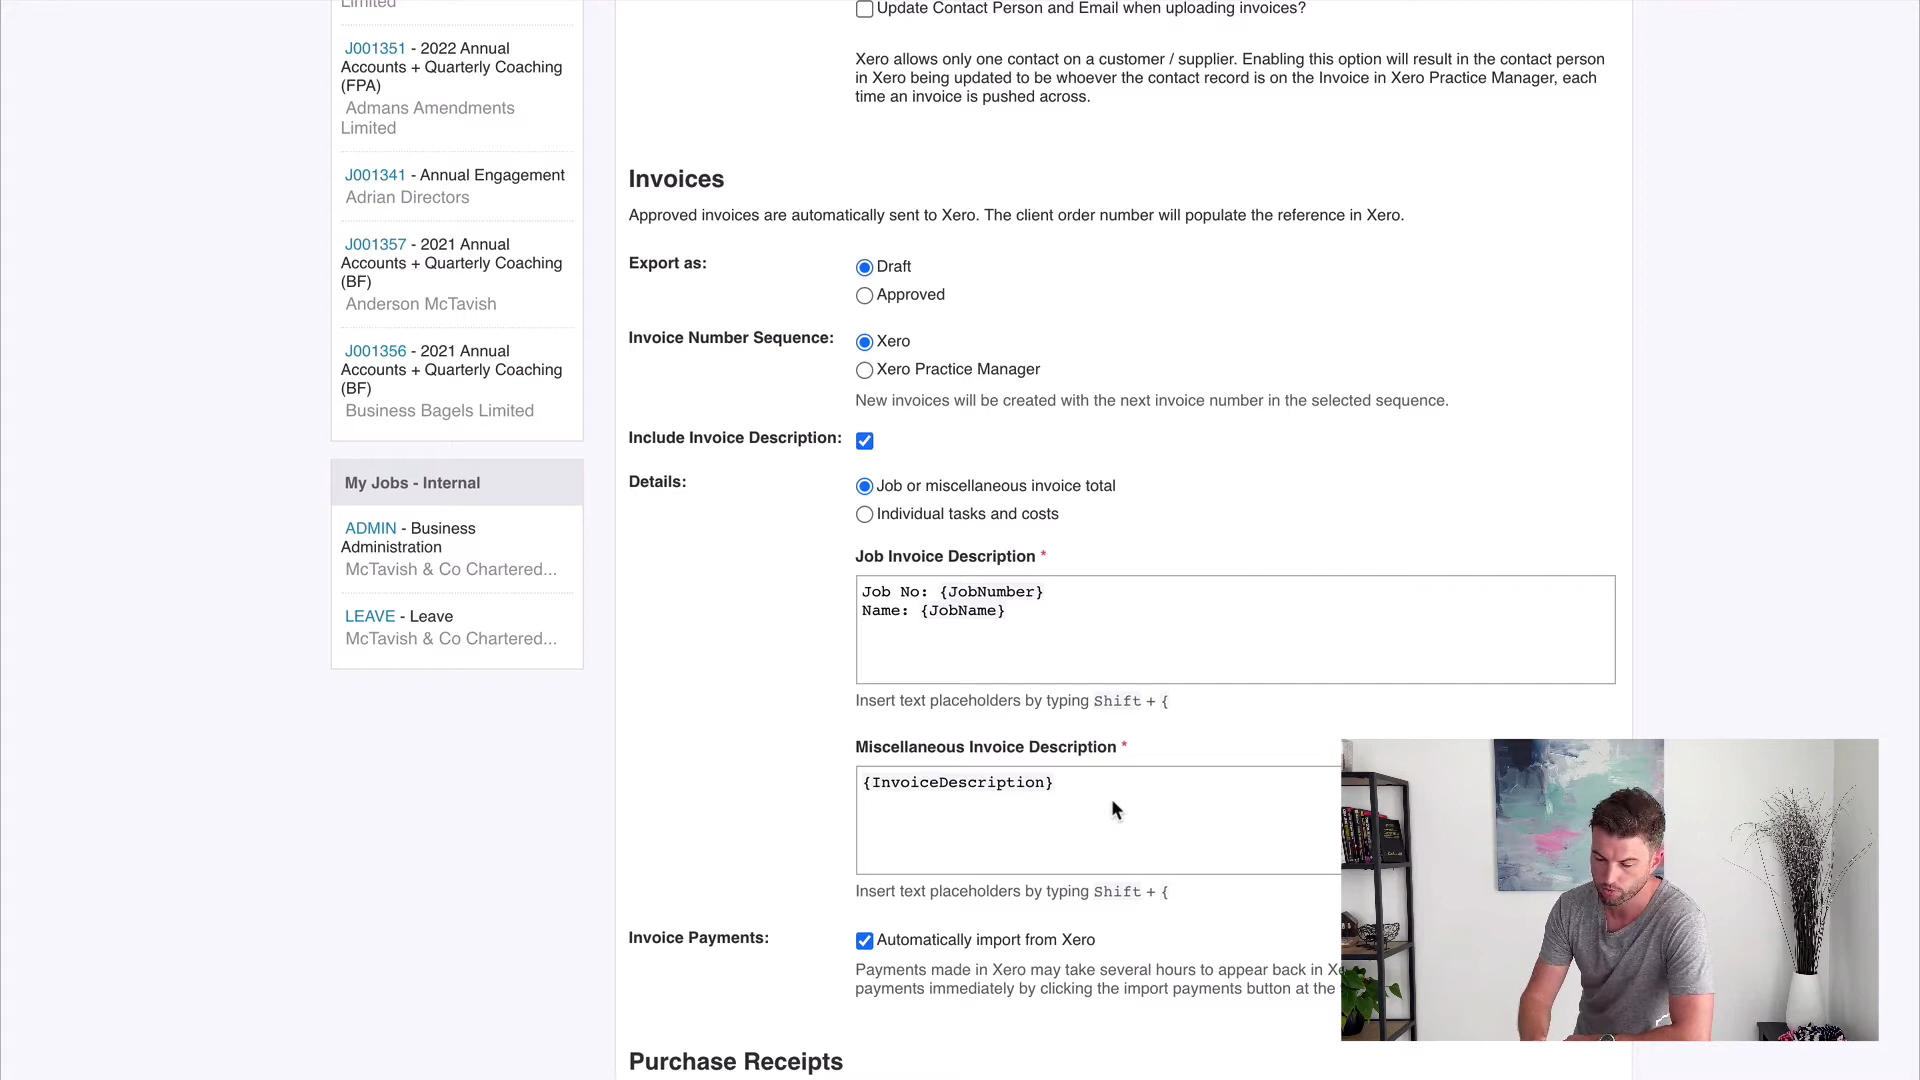 Limited
J001351 - 2022 Annual
Accounts + Quarterly Coaching
(FPA)
Admans Amendments
Limited
J001341 - Annual Engagement
Adrian Directors
J001357 - 2021 Annual
Accounts + Quarterly Coaching
(BF)
Anderson McTavish
J001356 - 2021 Annual
Accounts + Quarterly Coaching
(BF)
Business Bagels Limited
My Jobs - Internal
ADMIN - Business
Administration
McTavish & Co Chartered...
LEAVE - Leave
McTavish & Co Chartered...
Update Contact Person and Email when uploading invoices?
Xero allows only one contact on a customer / supplier. Enabling this option will result in the contact person
in Xero being updated to be whoever the contact record is on the Invoice in Xero Practice Manager, each
time an invoice is pushed across.
Invoices
Approved invoices are automatically sent to Xero. The client order number will populate the reference in Xero.
Export as:
Draft
Approved
Invoice Number Sequence:
Xero
Xero Practice Manager
New invoices will be created with the next invoice number in the selected sequence.
Include Invoice Description:
Details:
Job or miscellaneous invoice total
Individual tasks and costs
Job Invoice Description *
Job No: {JobNumber}
Name: {JobName}
Insert text placeholders by typing Shift + {
Miscellaneous Invoice Description *
{InvoiceDescription}
Insert text placeholders by typing Shift + {
Invoice Payments:
Automatically import from Xero
Payments made in Xero may take several hours to appear back in
payments immediately by clicking the import payments button at the
Purchase Receipts